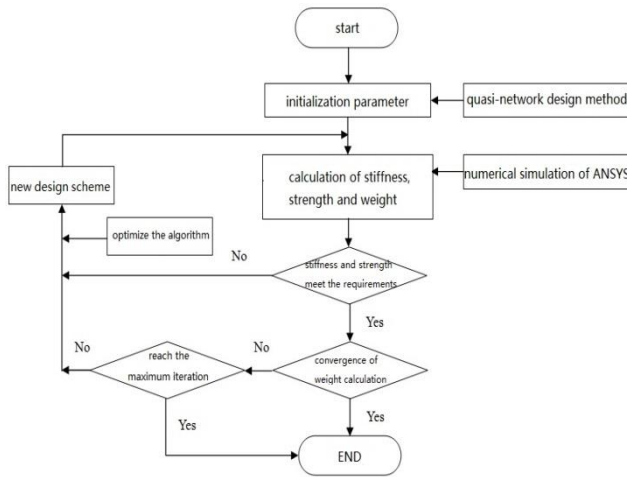 start
initialization parameter
quasi-network design method
new design scheme
calculation of stiffness,
strength and weight
numerical simulation of ANSYS
optimize the algorithm
No
stiffness and strength
meet the requirements
Yes
No
reach the
maximum iteration
No
convergence of
weight calculation
Yes
Yes
END